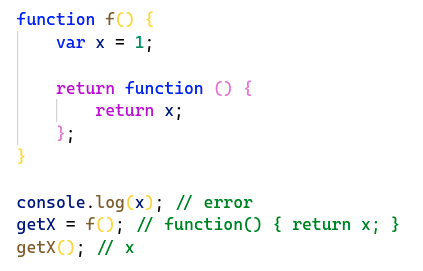 function f() {
    var x = 1;

    return function () {
        return x;
    };
}

console.log(x); // error
getX = f(); // function() { return x; }
getX(); // x